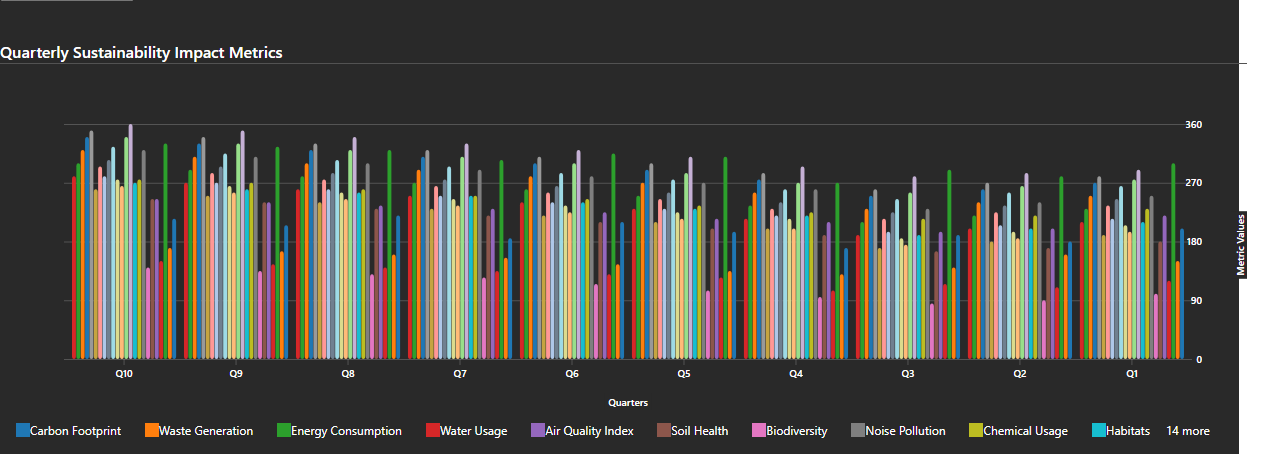 Quarterly Sustainability Impact Metrics
360
270
180
90
0
Metric Values
Q10 Q9 Q8 Q7 Q6 Q5 Q4 Q3 Q2 Q1
Quarters
Carbon Footprint Waste Generation Energy Consumption Water Usage Air Quality Index Soil Health Biodiversity Noise Pollution Chemical Usage Habitats 14 more